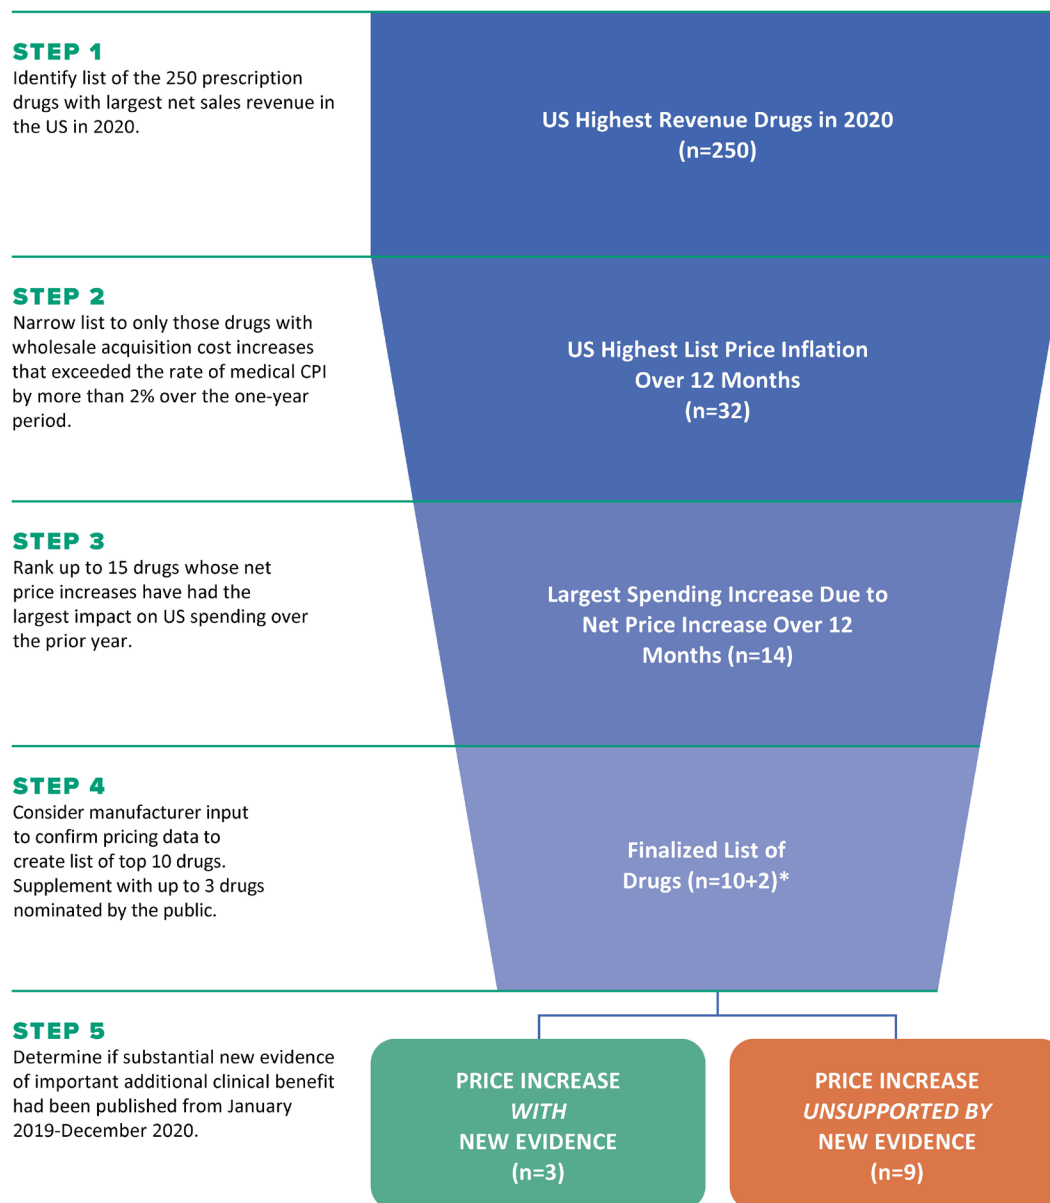 STEP 1
Identify list of the 250 prescription
drugs with largest net sales revenue in
the US in 2020.
US Highest Revenue Drugs in 2020
(n=250)
STEP 2
Narrow list to only those drugs with
wholesale acquisition cost increases
that exceeded the rate of medical CPI
by more than 2% over the one-year
period.
US Highest List Price Inflation
Over 12 Months
(n=32)
STEP 3
Rank up to 15 drugs whose net
price increases have had the
largest impact on US spending over
the prior year.
Largest Spending Increase Due to
Net Price Increase Over 12
Months (n=14)
STEP 4
Consider manufacturer input
to confirm pricing data to
create list of top 10 drugs.
Supplement with up to 3 drugs
nominated by the public.
Finalized List of
Drugs (n=10+2)*
STEP 5
Determine if substantial new evidence
of important additional clinical benefit
had been published from January
2019-December 2020.
PRICE INCREASE
WITH
NEW EVIDENCE
(n=3)
PRICE INCREASE
UNSUPPORTED BY
NEW EVIDENCE
(n=9)